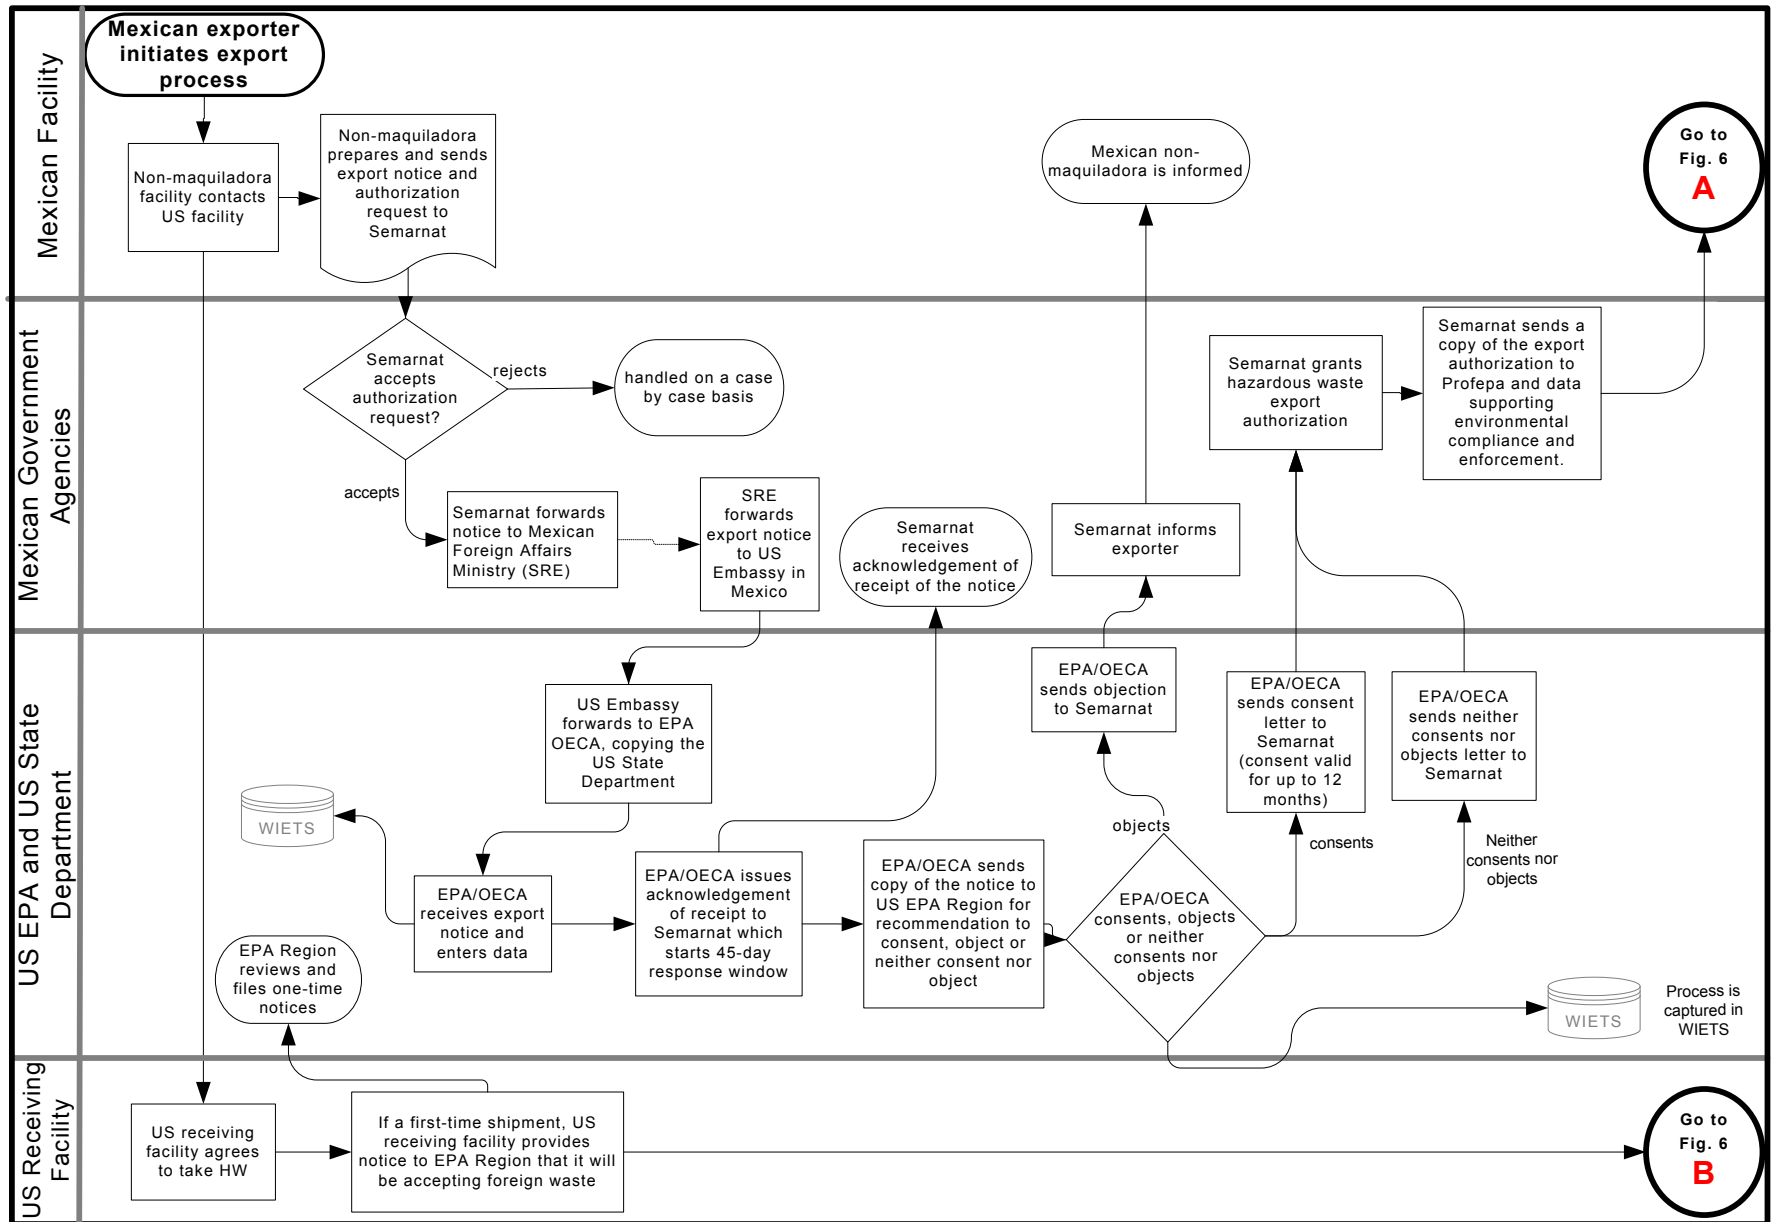 Mexican Facility
Mexican exporter
initiates export
process
Non-maquiladora
facility contacts
US facility
Non-maquiladora
prepares and sends
export notice and
authorization
request to
Semarnat
Mexican non-
maquiladora is informed
Go to
Fig. 6
A
Mexican Government
Agencies
Semarnat
accepts
authorization
request?
rejects
handled on a case
by case basis
accepts
Semarnat forwards
notice to Mexican
Foreign Affairs
Ministry (SRE)
SRE
forwards
export notice
to US
Embassy in
Mexico
Semarnat
receives
acknowledgement of
receipt of the notice
Semarnat informs
exporter
Semarnat grants
hazardous waste
export
authorization
Semarnat sends a
copy of the export
authorization to
Profepa and data
supporting
environmental
compliance and
enforcement.
US EPA and US State
Department
US Embassy
forwards to EPA
OECA, copying the
US State
Department
WIETS
EPA/OECA
receives export
notice and
enters data
EPA/OECA issues
acknowledgement
of receipt to
Semarnat which
starts 45-day
response window
EPA/OECA sends
copy of the notice to
US EPA Region for
recommendation to
consent, object or
neither consent nor
object
EPA/OECA
sends objection
to Semarnat
objects
EPA/OECA
consents, objects
or neither
consents nor
objects
EPA/OECA
sends consent
letter to
Semarnat
(consent valid
for up to 12
months)
consents
EPA/OECA
sends neither
consents nor
objects letter to
Semarnat
Neither
consents nor
objects
EPA Region
reviews and
files one-time
notices
WIETS
Process is
captured in
WIETS
US Receiving
Facility
US receiving
facility agrees
to take HW
If a first-time shipment, US
receiving facility provides
notice to EPA Region that it will
be accepting foreign waste
Go to
Fig. 6
B